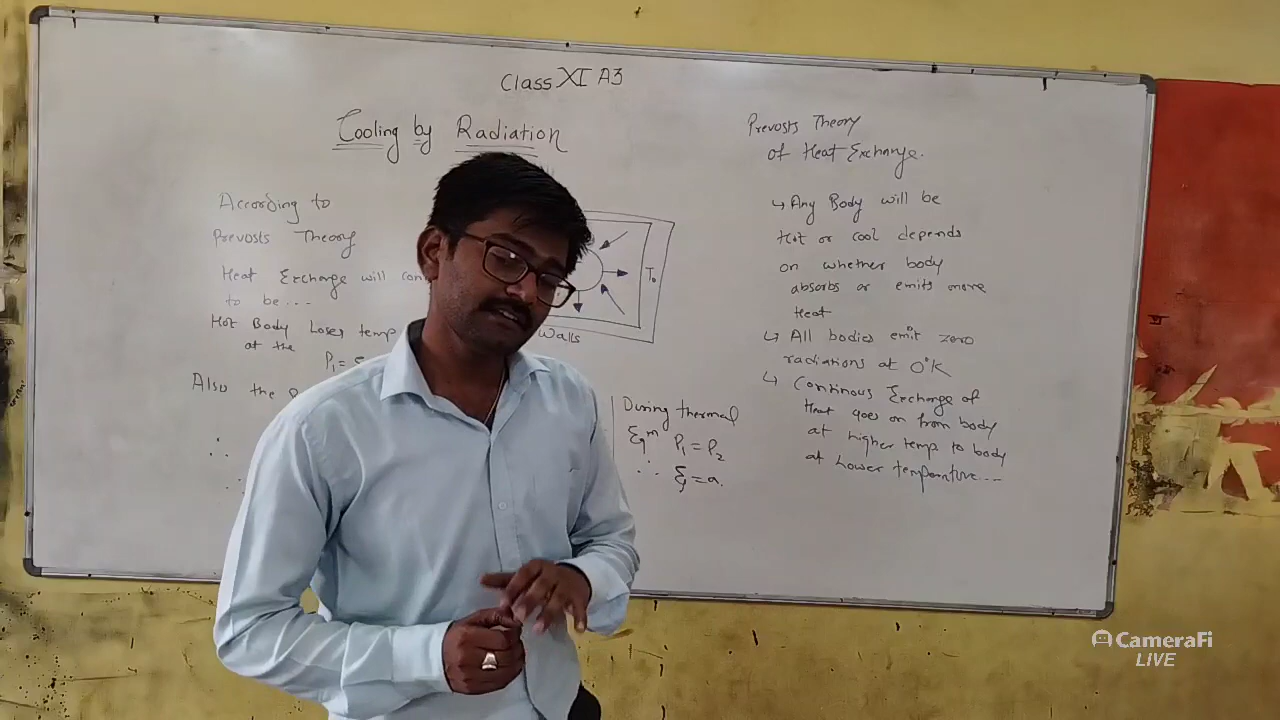 Class XI A3
Cooling by Radiation
According to
Prevosts Theory
Heat Exchange will con
to be...
Hot Body Loses temp
at the
P₁ =
Also the
∴
T₀
Walls
During thermal
Eqᵐ P₁ = P₂
∴ ξ = a.
Prevosts Theory
of Heat Exchange.
↳ Any Body will be
Hot or cool depends
on whether body
absorbs or emits more
Heat
↳ All bodies emit zero
radiations at 0°K
↳ Continous Exchange of
Heat goes on from body
at higher temp to body
at Lower temperature...
CameraFi
LIVE